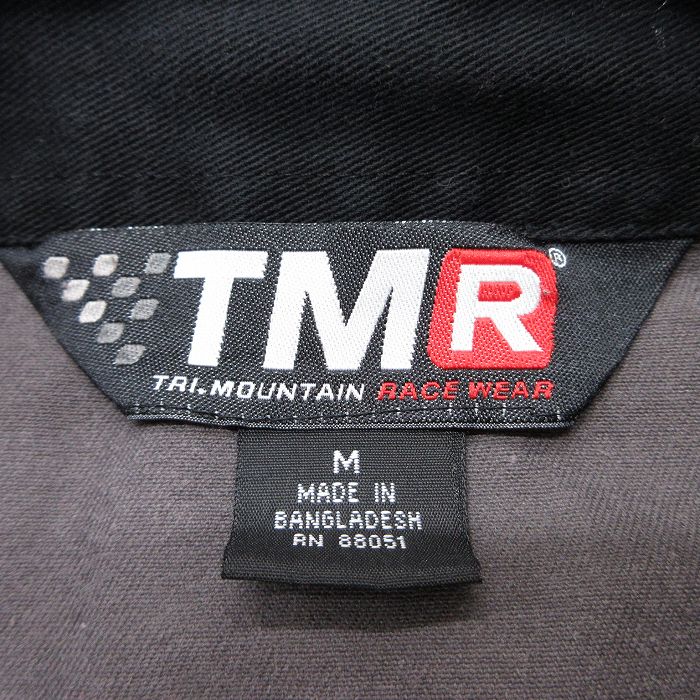 TMR®
TRI-MOUNTAIN RACE WEAR
M
MADE IN
BANGLADESH
RN 88051